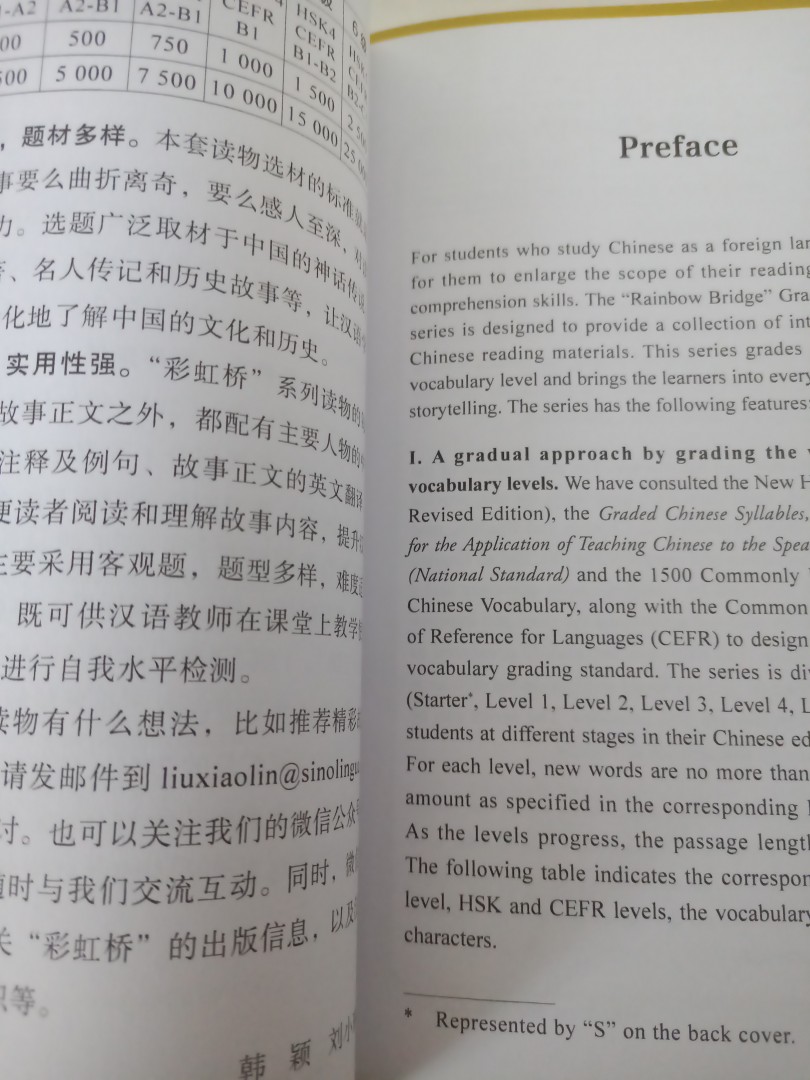 1-A2 A2-B1 A2-B1 CEFR B1 HSK4 CEFR B1-B2
500 750 1 000 1 500
5 000 7 500 10 000 15 000 25 000
，题材多样。本套读物选材的标准
事要么曲折离奇，要么感人至深，
力。选题广泛取材于中国的神话传说
、名人传记和历史故事等，让汉语
化地了解中国的文化和历史。
实用性强。“彩虹桥”系列读物的
故事正文之外，都配有主要人物的
注释及例句、故事正文的英文翻译
便读者阅读和理解故事内容，提升
主要采用客观题，题型多样，难度
既可供汉语教师在课堂上教学
进行自我水平检测。
读物有什么想法，比如推荐精彩
请发邮件到 liuxiaolin@sinolingu
讨。也可以关注我们的微信公众
随时与我们交流互动。同时，微
关“彩虹桥”的出版信息，以及
识等。
韩 颖 刘小
Preface
For students who study Chinese as a foreign
for them to enlarge the scope of their reading
comprehension skills. The “Rainbow Bridge”
series is designed to provide a collection of
Chinese reading materials. This series grades
vocabulary level and brings the learners into
storytelling. The series has the following features
I. A gradual approach by grading the
vocabulary levels. We have consulted the New
Revised Edition), the Graded Chinese Syllables,
for the Application of Teaching Chinese to the
(National Standard) and the 1500 Commonly
Chinese Vocabulary, along with the Common
of Reference for Languages (CEFR) to design
vocabulary grading standard. The series is
(Starter*, Level 1, Level 2, Level 3, Level 4,
students at different stages in their Chinese
For each level, new words are no more than
amount as specified in the corresponding
As the levels progress, the passage length
The following table indicates the
level, HSK and CEFR levels, the vocabulary
characters.
* Represented by “S” on the back cover.